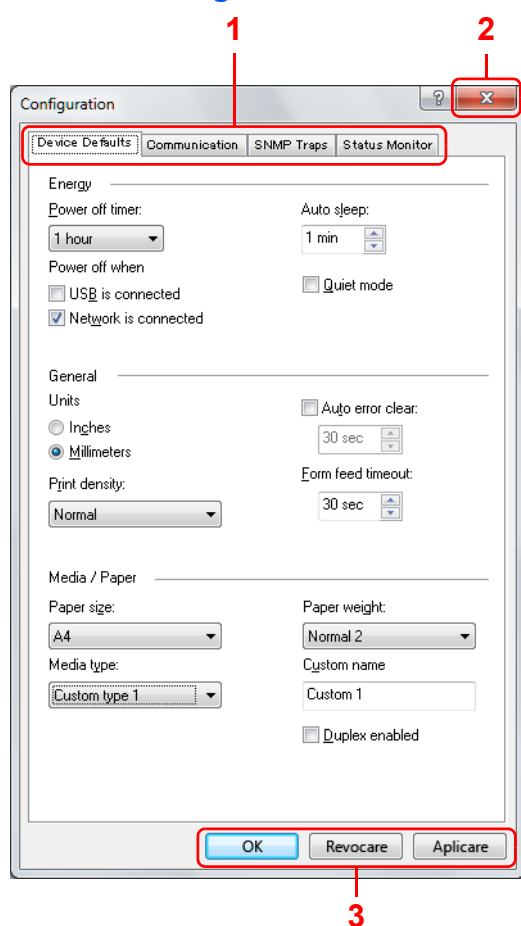 1 2
Configuration ? X
Device Defaults Communication SNMP Traps Status Monitor
Energy
Power off timer: Auto sleep:
1 hour 1 min
Power off when
USB is connected Quiet mode
Network is connected
General
Units Auto error clear:
Inches 30 sec
Millimeters
Print density: Form feed timeout:
Normal 30 sec
Media / Paper
Paper size: Paper weight:
A4 Normal 2
Media type: Custom name
Custom type 1 Custom 1
Duplex enabled
OK Revocare Aplicare
3